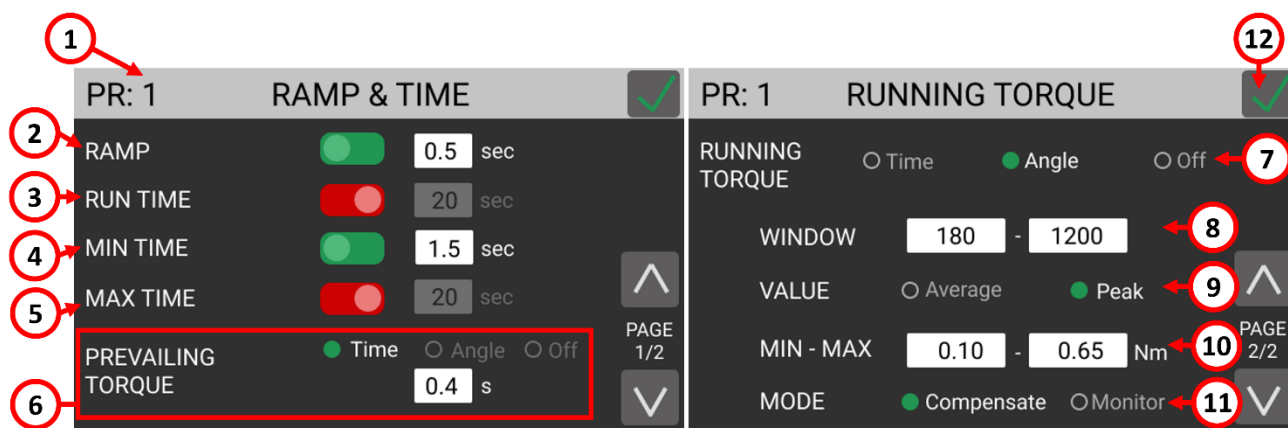 1
PR: 1 RAMP & TIME
2 RAMP 0.5 sec
3 RUN TIME 20 sec
4 MIN TIME 1.5 sec
5 MAX TIME 20 sec
PREVAILING TORQUE Time Angle Off
0.4 s
6
PAGE
1/2
12
PR: 1 RUNNING TORQUE
RUNNING TORQUE Time Angle Off 7
WINDOW 180 - 1200 8
VALUE Average Peak 9
MIN - MAX 0.10 - 0.65 Nm 10
MODE Compensate Monitor 11
PAGE
2/2